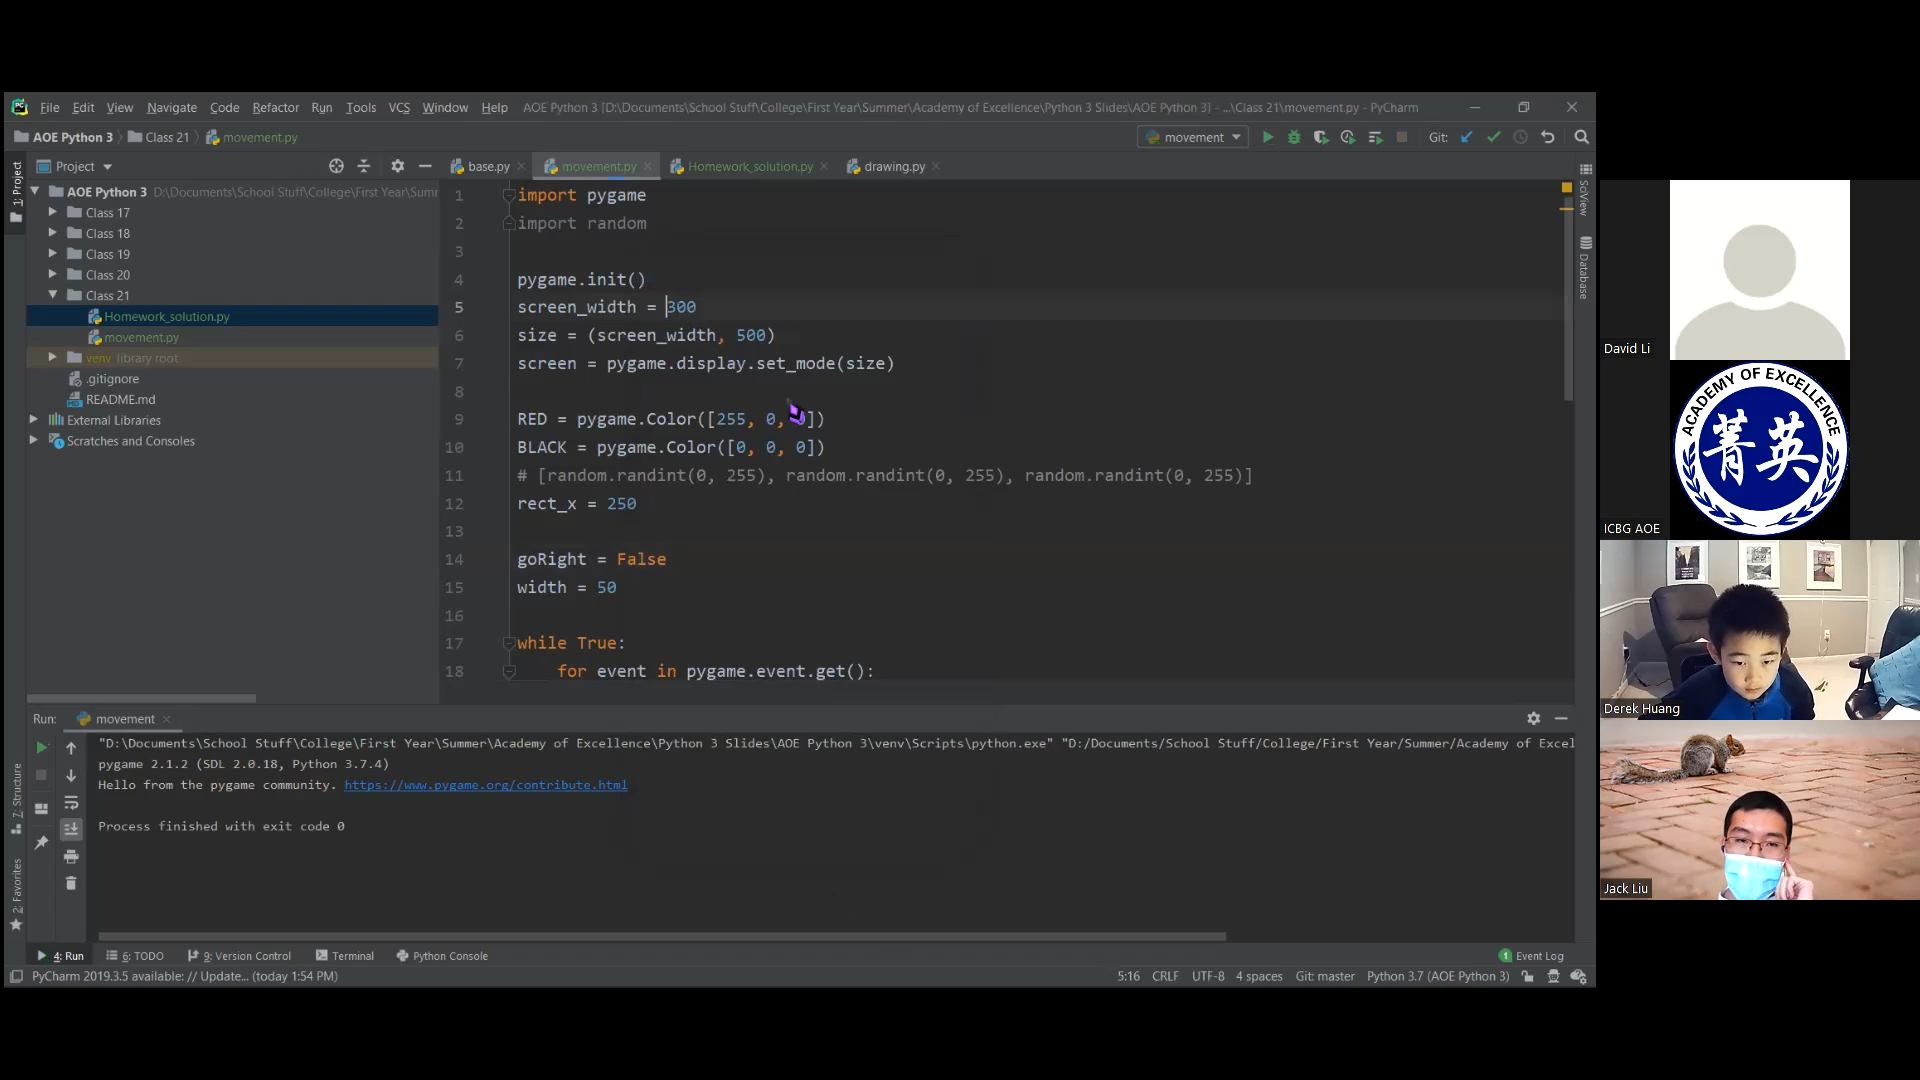 File Edit View Navigate Code Refactor Run Tools VCS Window Help AOE Python 3 [D:\Documents\School Stuff\College\First Year\Summer\Academy of Excellence\Python 3 Slides\AOE Python 3] - ...\Class 21\movement.py - PyCharm
AOE Python 3 Class 21 movement.py movement Git:
Project base.py movement.py Homework_solution.py drawing.py
1: Project
AOE Python 3 D:\Documents\School Stuff\College\First Year\Sum
Class 17
Class 18
Class 19
Class 20
Class 21
Homework_solution.py
movement.py
venv library root
.gitignore
README.md
External Libraries
Scratches and Consoles
1 import pygame
2 import random
3
4 pygame.init()
5 screen_width = 300
6 size = (screen_width, 500)
7 screen = pygame.display.set_mode(size)
8
9 RED = pygame.Color([255, 0, 0])
10 BLACK = pygame.Color([0, 0, 0])
11 # [random.randint(0, 255), random.randint(0, 255), random.randint(0, 255)]
12 rect_x = 250
13
14 goRight = False
15 width = 50
16
17 while True:
18 for event in pygame.event.get():
SciView
Database
Run: movement
"D:\Documents\School Stuff\College\First Year\Summer\Academy of Excellence\Python 3 Slides\AOE Python 3\venv\Scripts\python.exe" "D:/Documents/School Stuff/College/First Year/Summer/Academy of Excel
pygame 2.1.2 (SDL 2.0.18, Python 3.7.4)
Hello from the pygame community. https://www.pygame.org/contribute.html
Process finished with exit code 0
7: Structure
2: Favorites
4: Run 6: TODO 9: Version Control Terminal Python Console 1 Event Log
PyCharm 2019.3.5 available: // Update... (today 1:54 PM) 5:16 CRLF UTF-8 4 spaces Git: master Python 3.7 (AOE Python 3)
David Li
ACADEMY OF EXCELLENCE
菁英
ICBG AOE
Derek Huang
Jack Liu